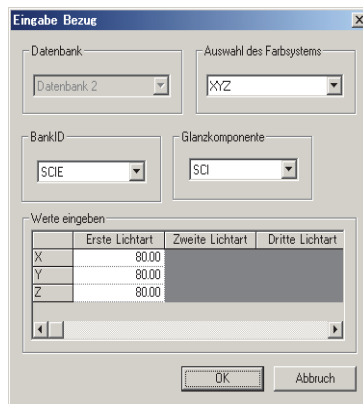 Eingabe Bezug
Datenbank
Auswahl des Farbsystems
Datenbank 2
XYZ
BankID
Glanzkomponente
SCIE
SCI
Werte eingeben
Erste Lichtart Zweite Lichtart Dritte Lichtart
X 80.00
Y 80.00
Z 80.00
OK Abbruch